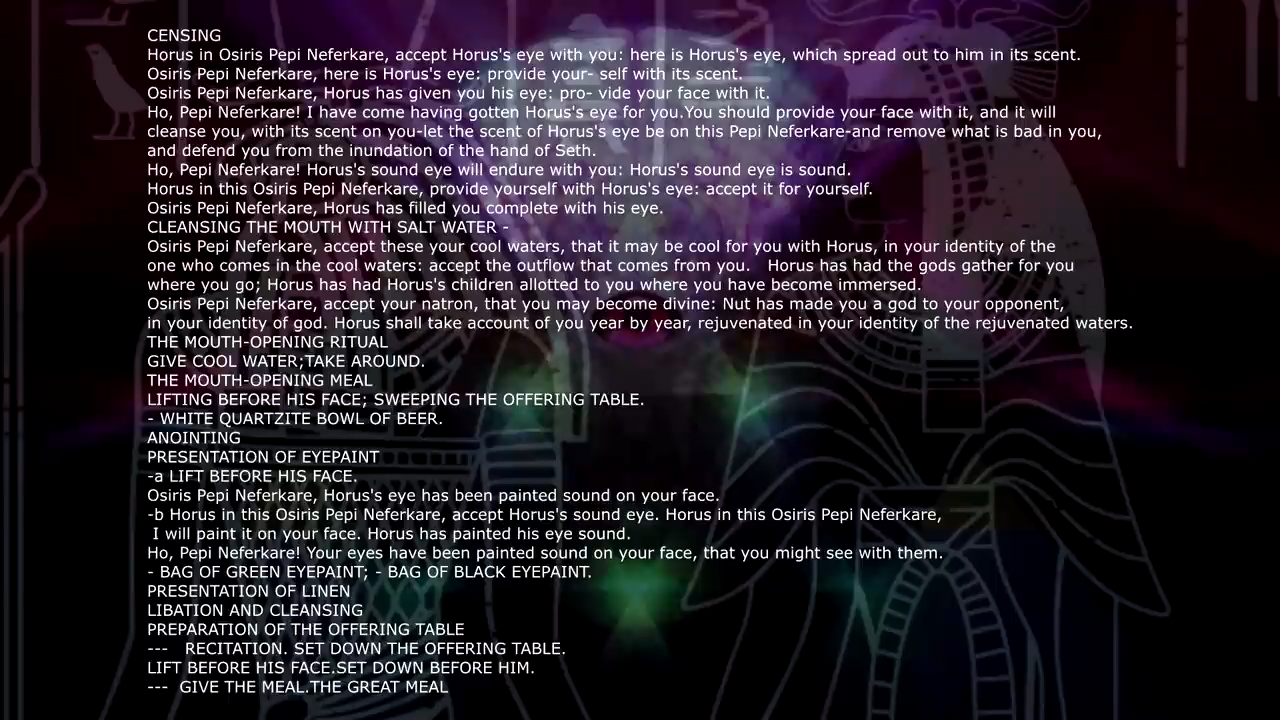 CENSING
Horus in Osiris Pepi Neferkare, accept Horus's eye with you: here is Horus's eye, which spread out to him in its scent.
Osiris Pepi Neferkare, here is Horus's eye: provide your- self with its scent.
Osiris Pepi Neferkare, Horus has given you his eye: pro- vide your face with it.
Ho, Pepi Neferkare! I have come having gotten Horus's eye for you.You should provide your face with it, and it will
cleanse you, with its scent on you-let the scent of Horus's eye be on this Pepi Neferkare-and remove what is bad in you,
and defend you from the inundation of the hand of Seth.
Ho, Pepi Neferkare! Horus's sound eye will endure with you: Horus's sound eye is sound.
Horus in this Osiris Pepi Neferkare, provide yourself with Horus's eye: accept it for yourself.
Osiris Pepi Neferkare, Horus has filled you complete with his eye.
CLEANSING THE MOUTH WITH SALT WATER -
Osiris Pepi Neferkare, accept these your cool waters, that it may be cool for you with Horus, in your identity of the
one who comes in the cool waters: accept the outflow that comes from you.   Horus has had the gods gather for you
where you go; Horus has had Horus's children allotted to you where you have become immersed.
Osiris Pepi Neferkare, accept your natron, that you may become divine: Nut has made you a god to your opponent,
in your identity of god. Horus shall take account of you year by year, rejuvenated in your identity of the rejuvenated waters.
THE MOUTH-OPENING RITUAL
GIVE COOL WATER;TAKE AROUND.
THE MOUTH-OPENING MEAL
LIFTING BEFORE HIS FACE; SWEEPING THE OFFERING TABLE.
- WHITE QUARTZITE BOWL OF BEER.
ANOINTING
PRESENTATION OF EYEPAINT
-a LIFT BEFORE HIS FACE.
Osiris Pepi Neferkare, Horus's eye has been painted sound on your face.
-b Horus in this Osiris Pepi Neferkare, accept Horus's sound eye. Horus in this Osiris Pepi Neferkare,
I will paint it on your face. Horus has painted his eye sound.
Ho, Pepi Neferkare! Your eyes have been painted sound on your face, that you might see with them.
- BAG OF GREEN EYEPAINT; - BAG OF BLACK EYEPAINT.
PRESENTATION OF LINEN
LIBATION AND CLEANSING
PREPARATION OF THE OFFERING TABLE
---   RECITATION. SET DOWN THE OFFERING TABLE.
LIFT BEFORE HIS FACE.SET DOWN BEFORE HIM.
---  GIVE THE MEAL.THE GREAT MEAL